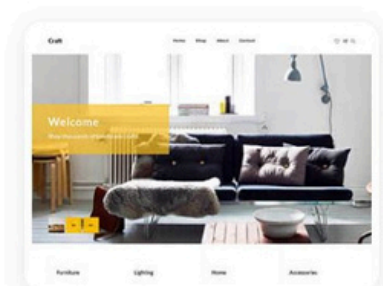 Craft
Home Shop About Contact
Welcome
Furniture Lighting Home Accessories